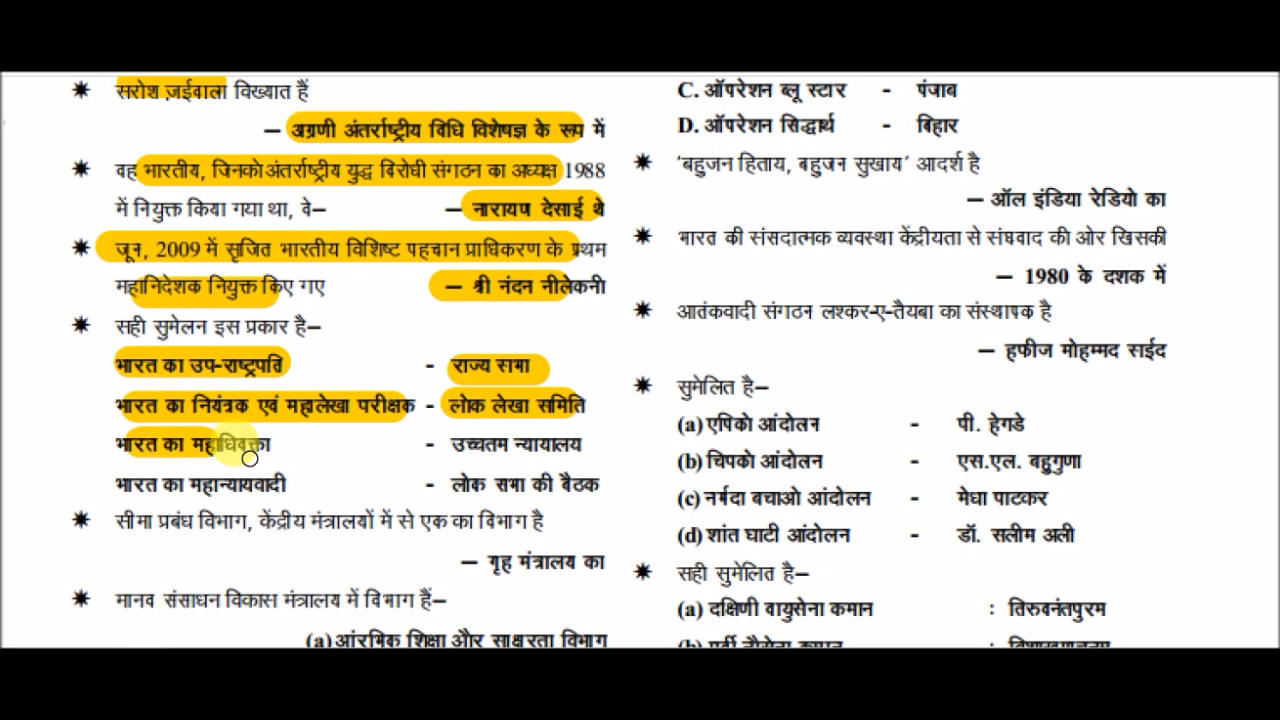 ✷ सरोश ज़ईवाला विख्यात हैं
— अग्रणी अंतर्राष्ट्रीय विधि विशेषज्ञ के रूप में
✷ वह भारतीय, जिनको अंतर्राष्ट्रीय युद्ध विरोधी संगठन का अध्यक्ष 1988
में नियुक्त किया गया था, वे– — नारायण देसाई थे
✷ जून, 2009 में सृजित भारतीय विशिष्ट पहचान प्राधिकरण के प्रथम
महानिदेशक नियुक्त किए गए — श्री नंदन नीलेकनी
✷ सही सुमेलन इस प्रकार है–
भारत का उप-राष्ट्रपति - राज्य सभा
भारत का नियंत्रक एवं महालेखा परीक्षक - लोक लेखा समिति
भारत का महाधिवक्ता - उच्चतम न्यायालय
भारत का महान्यायवादी - लोक सभा की बैठक
✷ सीमा प्रबंध विभाग, केंद्रीय मंत्रालयों में से एक का विभाग है
— गृह मंत्रालय का
✷ मानव संसाधन विकास मंत्रालय में विभाग हैं–
(a) आंरभिक शिक्षा और साक्षरता विभाग
C. ऑपरेशन ब्लू स्टार - पंजाब
D. ऑपरेशन सिद्धार्थ - बिहार
✷ 'बहुजन हिताय, बहुजन सुखाय' आदर्श है
— ऑल इंडिया रेडियो का
✷ भारत की संसदात्मक व्यवस्था केंद्रीयता से संघवाद की ओर खिसकी
— 1980 के दशक में
✷ आतंकवादी संगठन लश्कर-ए-तैयबा का संस्थापक है
— हफीज मोहम्मद सईद
✷ सुमेलित है–
(a) एपिको आंदोलन - पी. हेगडे
(b) चिपको आंदोलन - एस.एल. बहुगुणा
(c) नर्मदा बचाओ आंदोलन - मेधा पाटकर
(d) शांत घाटी आंदोलन - डॉ. सलीम अली
✷ सही सुमेलित है–
(a) दक्षिणी वायुसेना कमान : तिरुवनंतपुरम